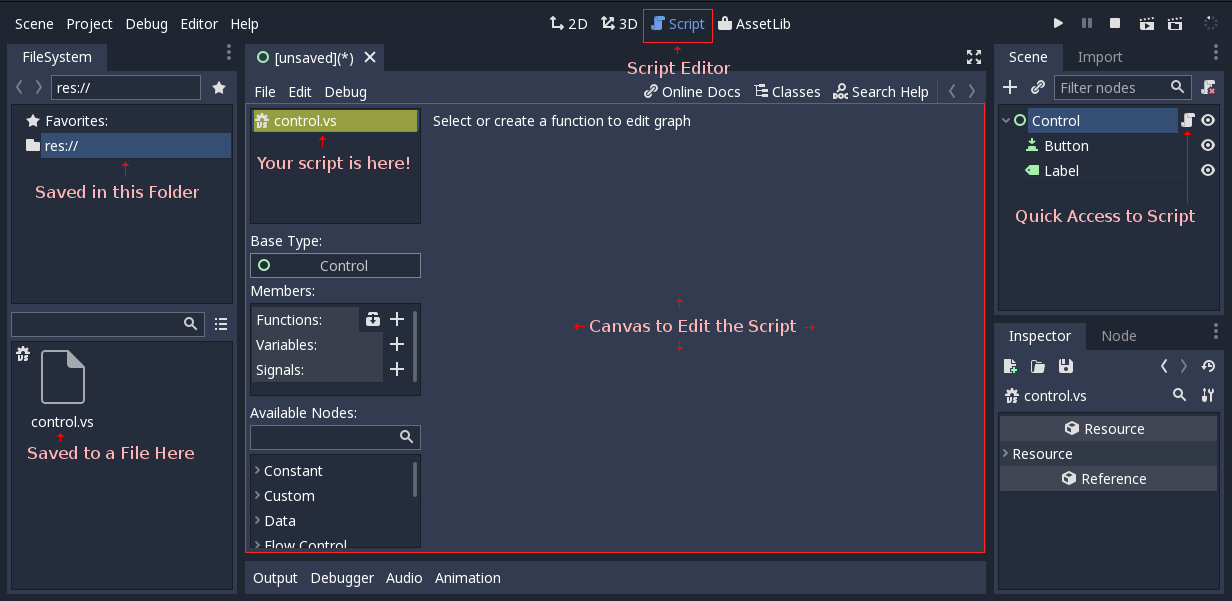 Scene Project Debug Editor Help
2D 3D Script AssetLib
Script Editor
FileSystem
res://
Favorites:
res://
Saved in this Folder
control.vs
Saved to a File Here
[unsaved](*)
File Edit Debug
Online Docs Classes Search Help
control.vs
Your script is here!
Select or create a function to edit graph
Base Type:
Control
Members:
Functions:
Variables:
Signals:
Available Nodes:
Constant
Custom
Data
Flow Control
Canvas to Edit the Script
Output Debugger Audio Animation
Scene Import
Filter nodes
Control
Button
Label
Quick Access to Script
Inspector Node
control.vs
Resource
Resource
Reference